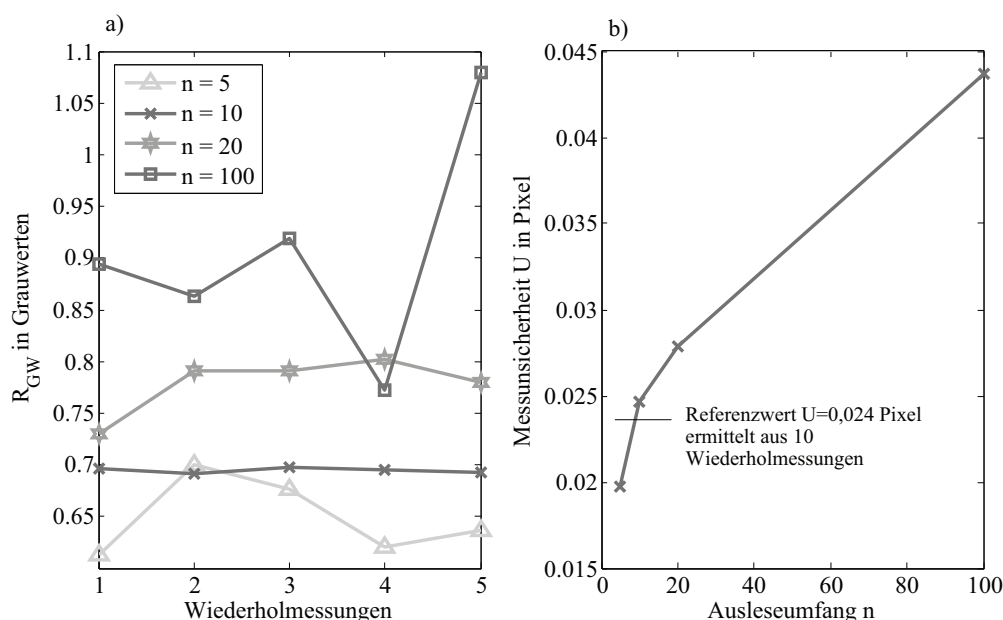 a)
1.1
1.05
1
0.95
0.9
0.85
0.8
0.75
0.7
0.65
R_GW in Grauwerten
n = 5
n = 10
n = 20
n = 100
1 2 3 4 5
Wiederholmessungen
b)
0.045
0.04
0.035
0.03
0.025
0.02
0.015
Messunsicherheit U in Pixel
Referenzwert U=0,024 Pixel
ermittelt aus 10
Wiederholmessungen
0 20 40 60 80 100
Ausleseumfang n